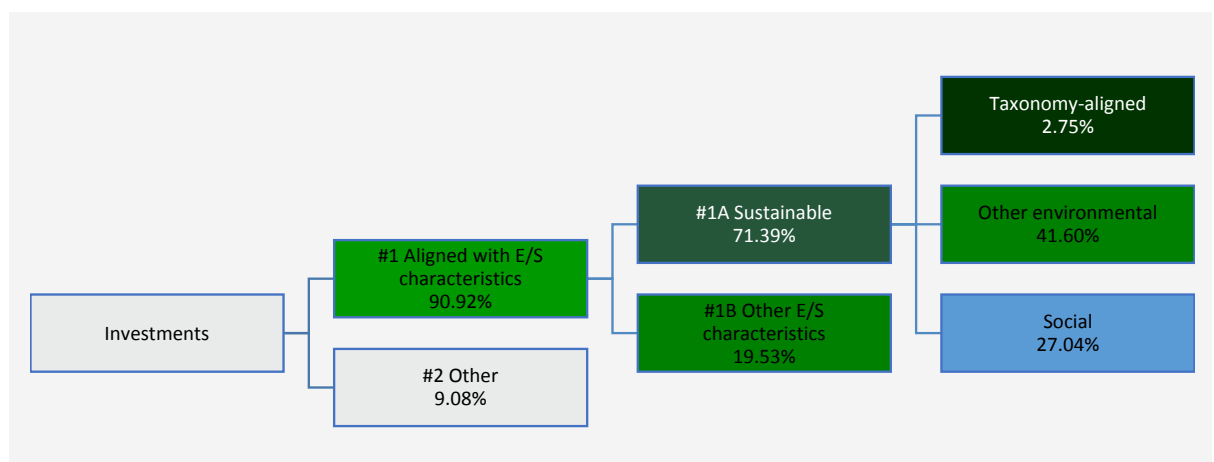 Investments
#1 Aligned with E/S
characteristics
90.92%
#2 Other
9.08%
#1A Sustainable
71.39%
#1B Other E/S
characteristics
19.53%
Taxonomy-aligned
2.75%
Other environmental
41.60%
Social
27.04%